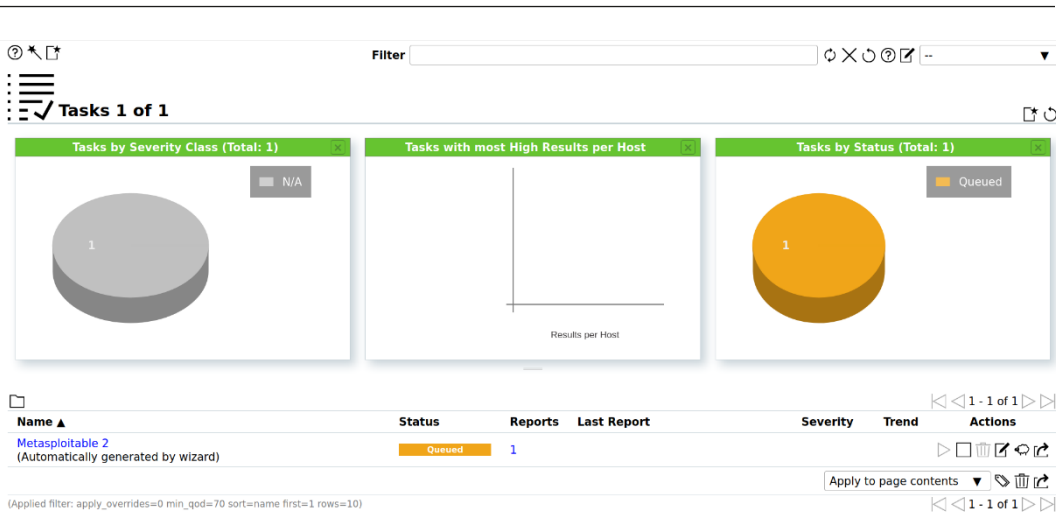 Filter
--
Tasks 1 of 1
Tasks by Severity Class (Total: 1)
N/A
1
Tasks with most High Results per Host
Results per Host
Tasks by Status (Total: 1)
Queued
1
1 - 1 of 1
Name ▲ Status Reports Last Report Severity Trend Actions
Metasploitable 2 Queued 1
(Automatically generated by wizard)
Apply to page contents ▼
(Applied filter: apply_overrides=0 min_qod=70 sort=name first=1 rows=10) 1 - 1 of 1